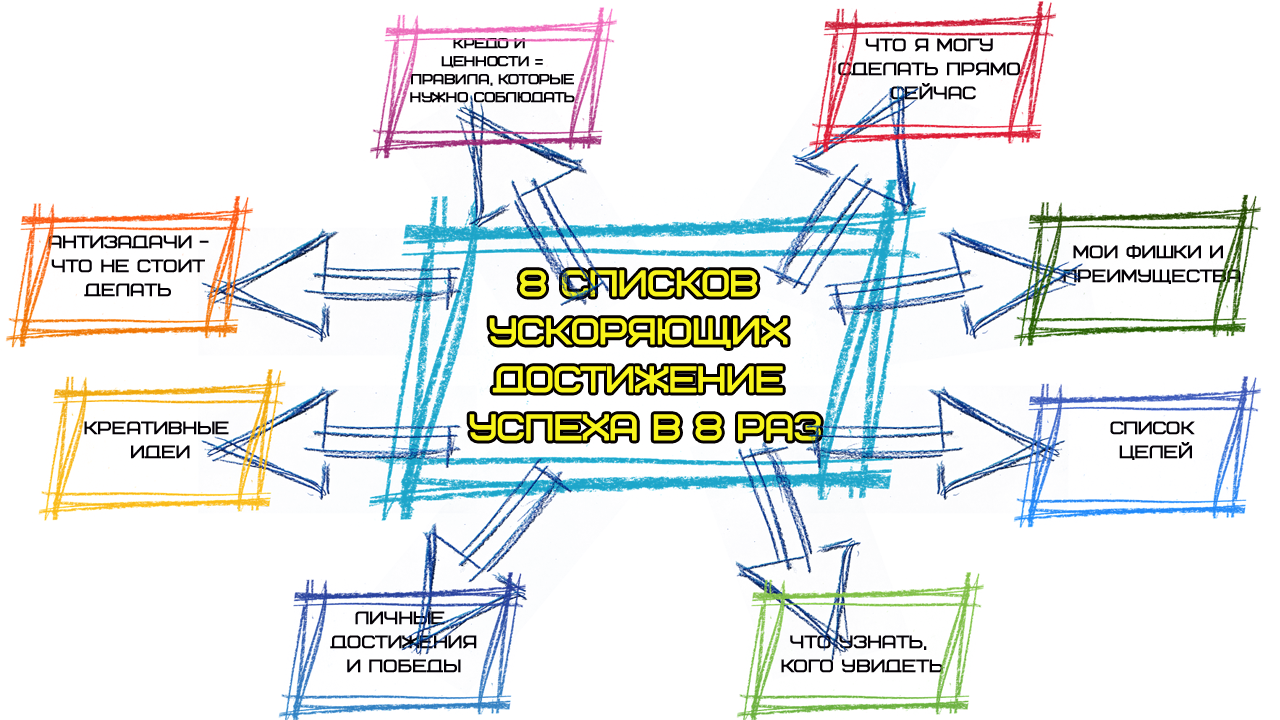 КРЕДО И
ЦЕННОСТИ =
ПРАВИЛА, КОТОРЫЕ
НУЖНО СОБЛЮДАТЬ
ЧТО Я МОГУ
СДЕЛАТЬ ПРЯМО
СЕЙЧАС
АНТИЗАДАЧИ -
ЧТО НЕ СТОИТ
ДЕЛАТЬ
МОИ ФИШКИ И
ПРЕИМУЩЕСТВА
8 СПИСКОВ
УСКОРЯЮЩИХ
ДОСТИЖЕНИЕ
УСПЕХА В 8 РАЗ
КРЕАТИВНЫЕ
ИДЕИ
СПИСОК
ЦЕЛЕЙ
ЛИЧНЫЕ
ДОСТИЖЕНИЯ
И ПОБЕДЫ
ЧТО УЗНАТЬ,
КОГО УВИДЕТЬ